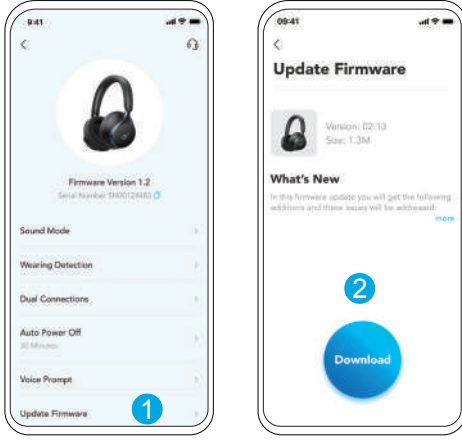 9:41
Firmware Version 1.2
Sound Mode
Wearing Detection
Dual Connections
Auto Power Off
30 Minutes
Voice Prompt
Update Firmware
1
09:41
Update Firmware
Version: 02.13
Size: 1.3M
What's New
In this firmware update you will get the following
additions and these issues will be addressed:
more
2
Download